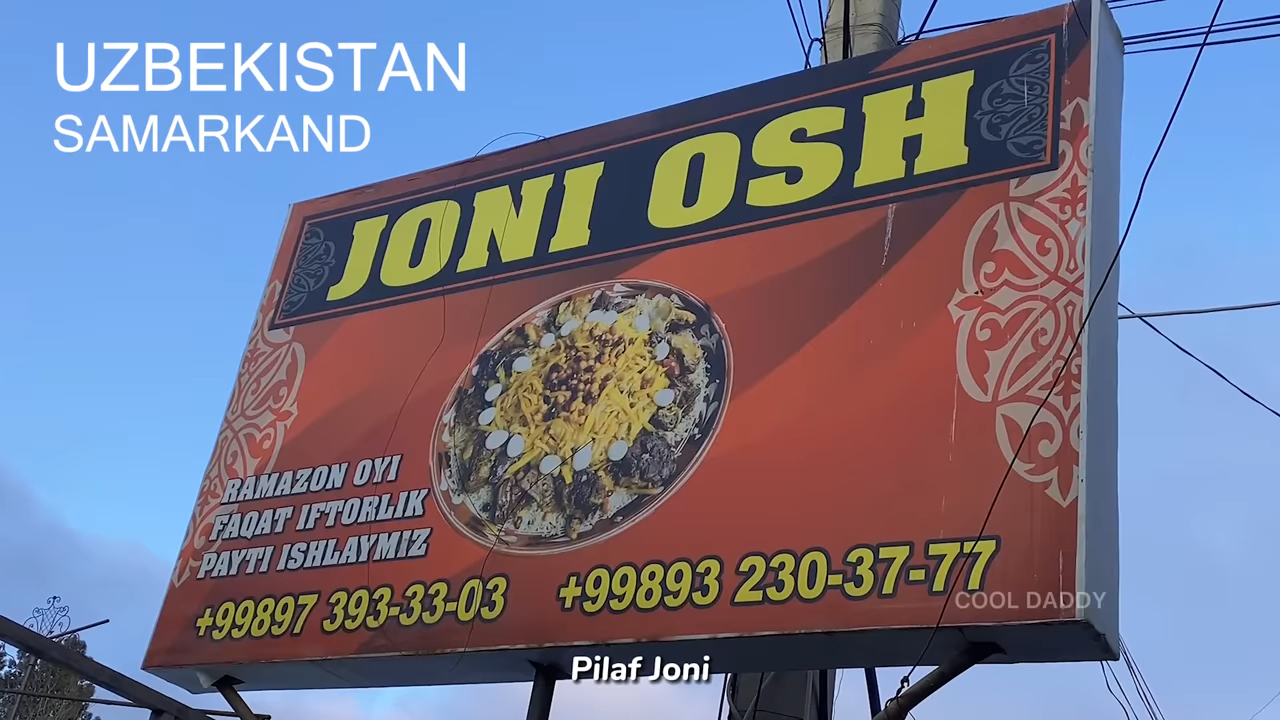 UZBEKISTAN
SAMARKAND
JONI OSH
RAMAZON OYI
FAQAT IFTORLIK
PAYTI ISHLAYMIZ
+99897 393-33-03
+99893 230-37-77
COOL DADDY
Pilaf Joni